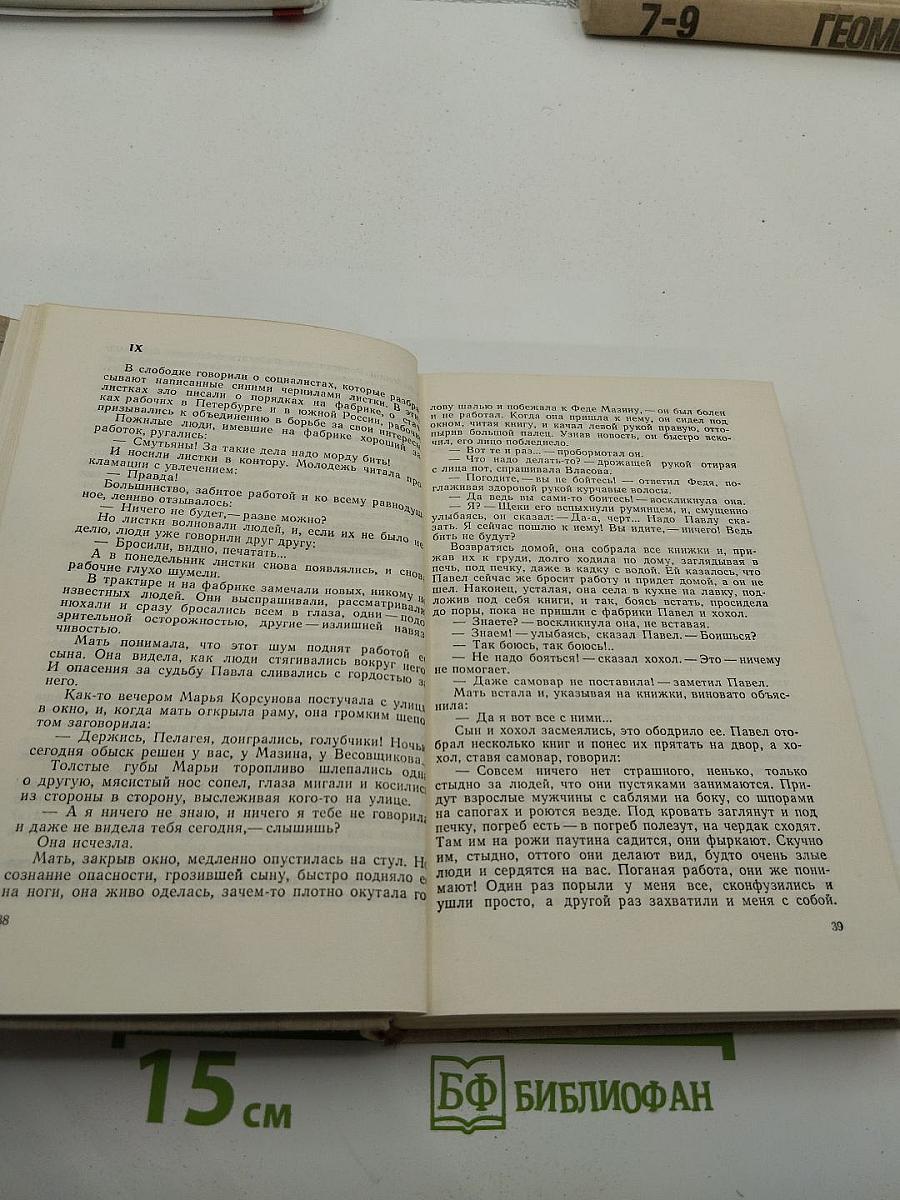 7-9
ГЕОМ
IX
В слободке говорили о социалистах, которые разбра
сывают написанные синими чернилами листки. В эти
листках зло писали о порядках на фабрике, о стач
ках рабочих в Петербурге и в южной России, рабочи
призывались к объединению в борьбе за свои интересы
Пожилые люди, имевшие на фабрике хороший за
работок, ругались:
— Смутьяны! За такие дела надо морду бить!
И носили листки в контору. Молодежь читала про
кламации с увлечением:
— Правда!
Большинство, забитое работой и ко всему равнодуш
ное, лениво отзывалось:
— Ничего не будет,— разве можно?
Но листки волновали людей, и, если их не было не
делю, люди уже говорили друг другу:
— Бросили, видно, печатать...
А в понедельник листки снова появлялись, и снова
рабочие глухо шумели.
В трактире и на фабрике замечали новых, никому н
известных людей. Они выспрашивали, рассматривали
нюхали и сразу бросались всем в глаза, одни — подо
зрительной осторожностью, другие — излишней навяз
чивостью.
Мать понимала, что этот шум поднят работой е
сына. Она видела, как люди стягивались вокруг него
И опасения за судьбу Павла сливались с гордостью з
него.
Как-то вечером Марья Корсунова постучала с улицы
в окно, и, когда мать открыла раму, она громким шепо
том заговорила:
— Держись, Пелагея, доигрались, голубчики! Ночью
сегодня обыск решен у вас, у Мазина, у Весовщикова
Толстые губы Марьи торопливо шлепались одна
о другую, мясистый нос сопел, глаза мигали и косились
из стороны в сторону, выслеживая кого-то на улице.
— А я ничего не знаю, и ничего я тебе не говорила
и даже не видела тебя сегодня,— слышишь?
Она исчезла.
Мать, закрыв окно, медленно опустилась на стул. Н
сознание опасности, грозившей сыну, быстро подняло е
на ноги, она живо оделась, зачем-то плотно окутала го
38
лову шалью и побежала к Феде Мазину,— он был болен
и не работал. Когда она пришла к нему, он сидел под
окном, читая книгу, и качал левой рукой правую, отто-
пырив большой палец. Узнав новость, он быстро вско-
чил, его лицо побледнело.
— Вот те и раз...— пробормотал он.
— Что надо делать-то? — дрожащей рукой отирая
с лица пот, спрашивала Власова.
— Погодите,— вы не бойтесь! — ответил Федя, по-
глаживая здоровой рукой курчавые волосы.
— Да ведь вы сами-то боитесь! — воскликнула она.
— Я? — Щеки его вспыхнули румянцем, и, смущенно
улыбаясь, он сказал: — Да-а, черт... Надо Павлу ска-
зать. Я сейчас пошлю к нему! Вы идите,— ничего! Ведь
бить не будут?
Возвратясь домой, она собрала все книжки и, при-
жав их к груди, долго ходила по дому, заглядывая в
печь, под печку, даже в кадку с водой. Ей казалось, что
Павел сейчас же бросит работу и придет домой, а он не
шел. Наконец, усталая, она села в кухне на лавку, под-
ложив под себя книги, и так, боясь встать, просидела
до поры, пока не пришли с фабрики Павел и хохол.
— Знаете? — воскликнула она, не вставая.
— Знаем! — улыбаясь, сказал Павел.— Боишься?
— Так боюсь, так боюсь!..
— Не надо бояться! — сказал хохол.— Это — ничему
не помогает.
— Даже самовар не поставила! — заметил Павел.
Мать встала и, указывая на книжки, виновато объяс-
нила:
— Да я вот все с ними...
Сын и хохол засмеялись, это ободрило ее. Павел ото-
брал несколько книг и понес их прятать на двор, а хо-
хол, ставя самовар, говорил:
— Совсем ничего нет страшного, ненько, только
стыдно за людей, что они пустяками занимаются. При-
дут взрослые мужчины с саблями на боку, со шпорами
на сапогах и роются везде. Под кровать заглянут и под
печку, погреб есть — в погреб полезут, на чердак сходят.
Там им на рожи паутина садится, они фыркают. Скучно
им, стыдно, оттого они делают вид, будто очень злые
люди и сердятся на вас. Поганая работа, они же пони-
мают! Один раз порыли у меня все, сконфузились и
ушли просто, а другой раз захватили и меня с собой.
39
15 см
БФ БИБЛИОФАН